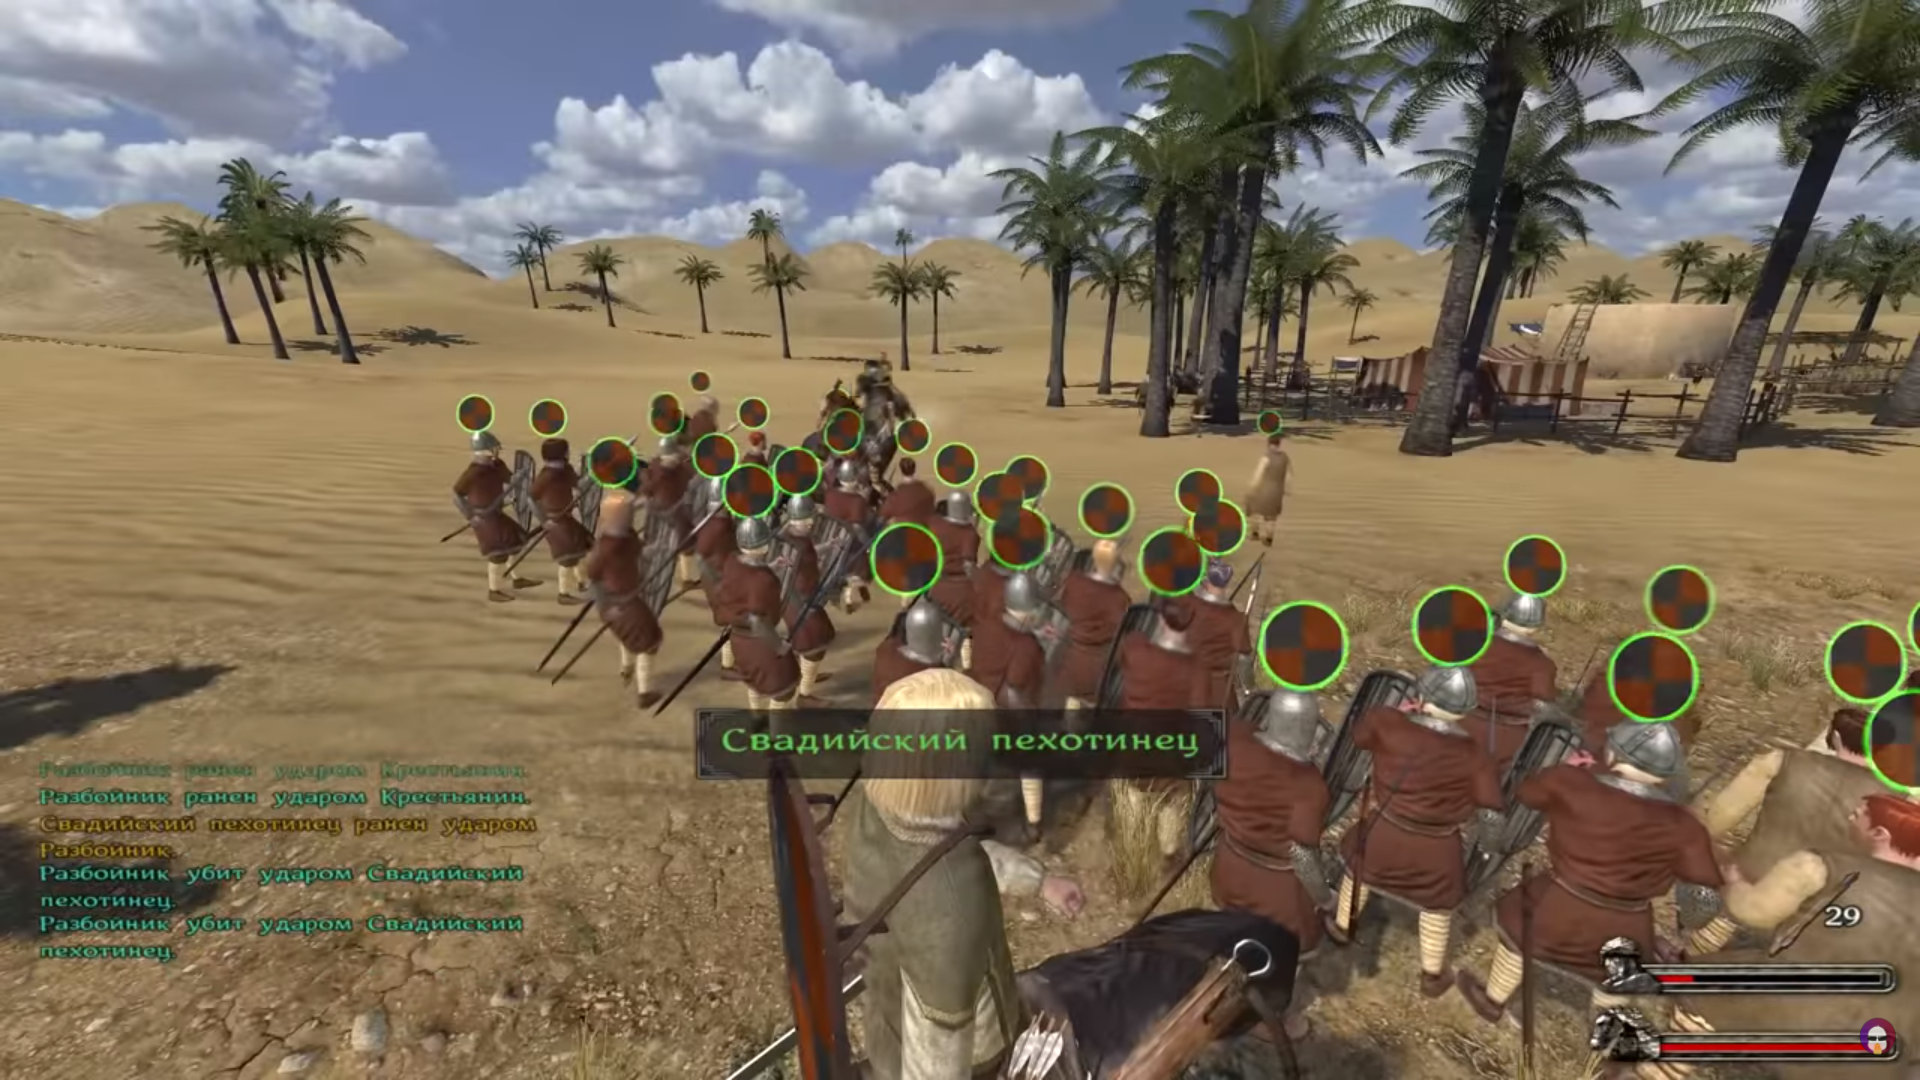 Свадийский пехотинец
Разбойник ранен ударом Крестьянин.
Разбойник ранен ударом Крестьянин.
Свадийский пехотинец ранен ударом
Разбойник.
Разбойник убит ударом Свадийский
пехотинец.
Разбойник убит ударом Свадийский
пехотинец.
29